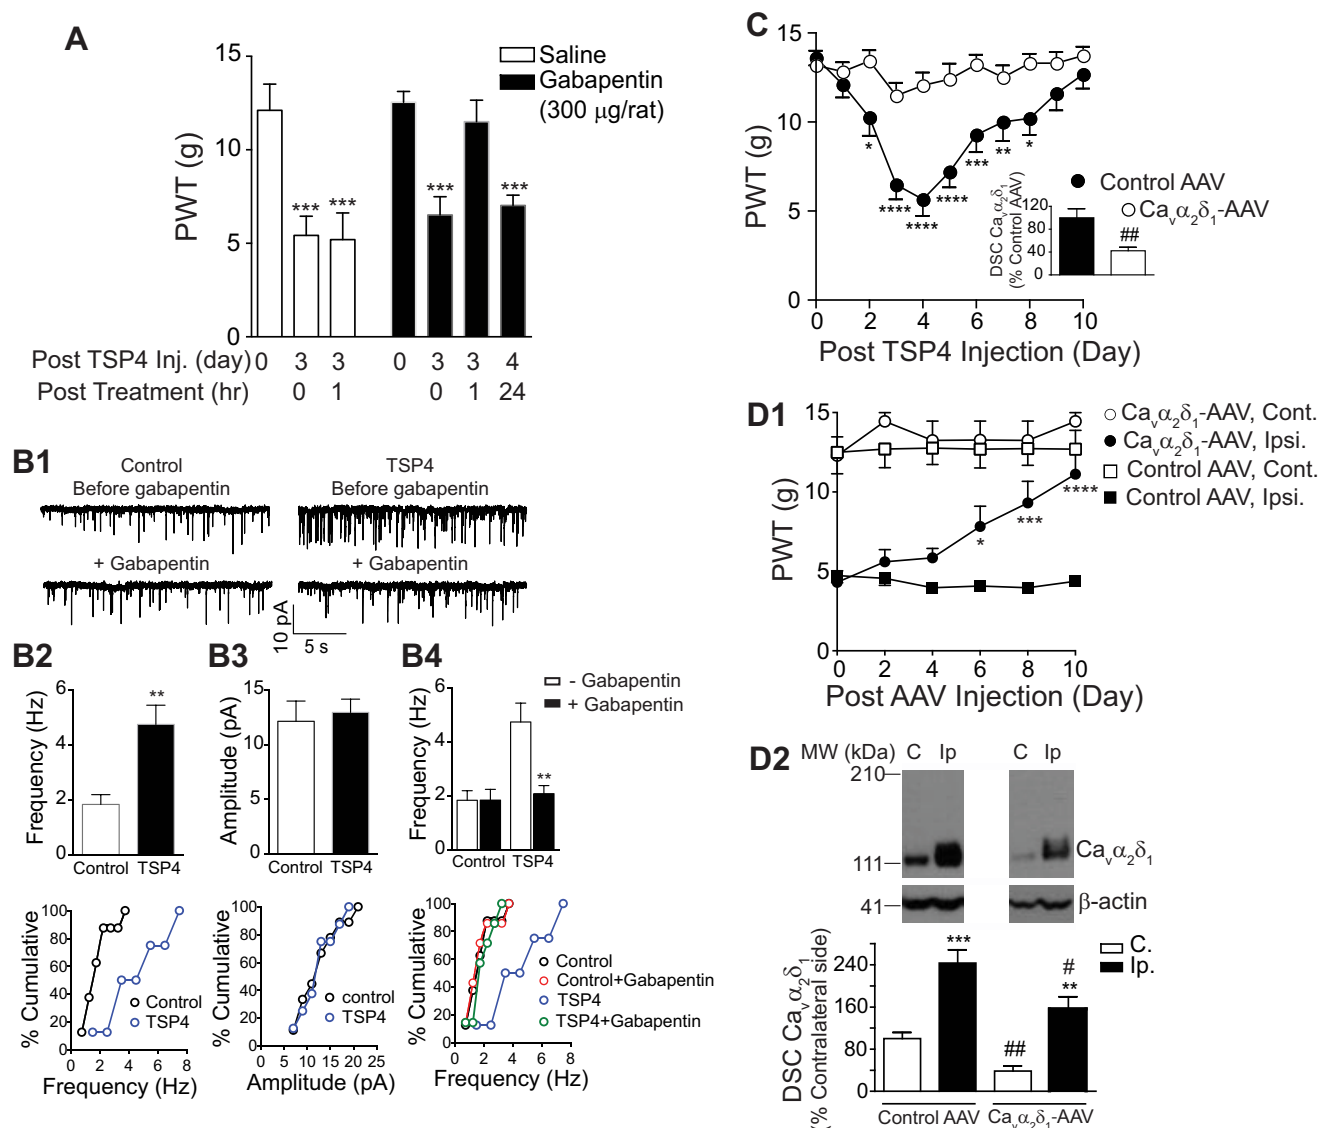 A
15
10
5
0
PWT (g)
Saline
Gabapentin
(300 μg/rat)
*** *** *** ***
Post TSP4 Inj. (day) 0 3 3 0 3 3 4
Post Treatment (hr) 0 1 0 1 24
B1
Control
Before gabapentin
TSP4
Before gabapentin
+ Gabapentin
+ Gabapentin
10 pA
5 s
B2
Frequency (Hz)
6
4
2
0
**
Control TSP4
% Cumulative
100
80
60
40
20
0
Control
TSP4
0 2 4 6 8
Frequency (Hz)
B3
Amplitude (pA)
15
10
5
0
Control TSP4
% Cumulative
100
80
60
40
20
0
control
TSP4
0 5 10 15 20 25
Amplitude (pA)
B4
- Gabapentin
+ Gabapentin
Frequency (Hz)
6
4
2
0
**
Control TSP4
% Cumulative
100
80
60
40
20
0
Control
Control+Gabapentin
TSP4
TSP4+Gabapentin
0 2 4 6 8
Frequency (Hz)
C
15
10
5
0
PWT (g)
* **** **** **** *** ** *
Control AAV
Cavα2δ1-AAV
DSC Cavα2δ1
(% Control AAV)
120
80
40
0
##
0 2 4 6 8 10
Post TSP4 Injection (Day)
D1
15
10
5
0
PWT (g)
Cavα2δ1-AAV, Cont.
Cavα2δ1-AAV, Ipsi.
Control AAV, Cont.
Control AAV, Ipsi.
* *** ****
0 2 4 6 8 10
Post AAV Injection (Day)
D2
MW (kDa) C Ip C Ip
210
111
41
Cavα2δ1
β-actin
DSC Cavα2δ1
(% Contralateral side)
240
160
80
0
C.
Ip.
***
##
#
**
Control AAV Cavα2δ1-AAV